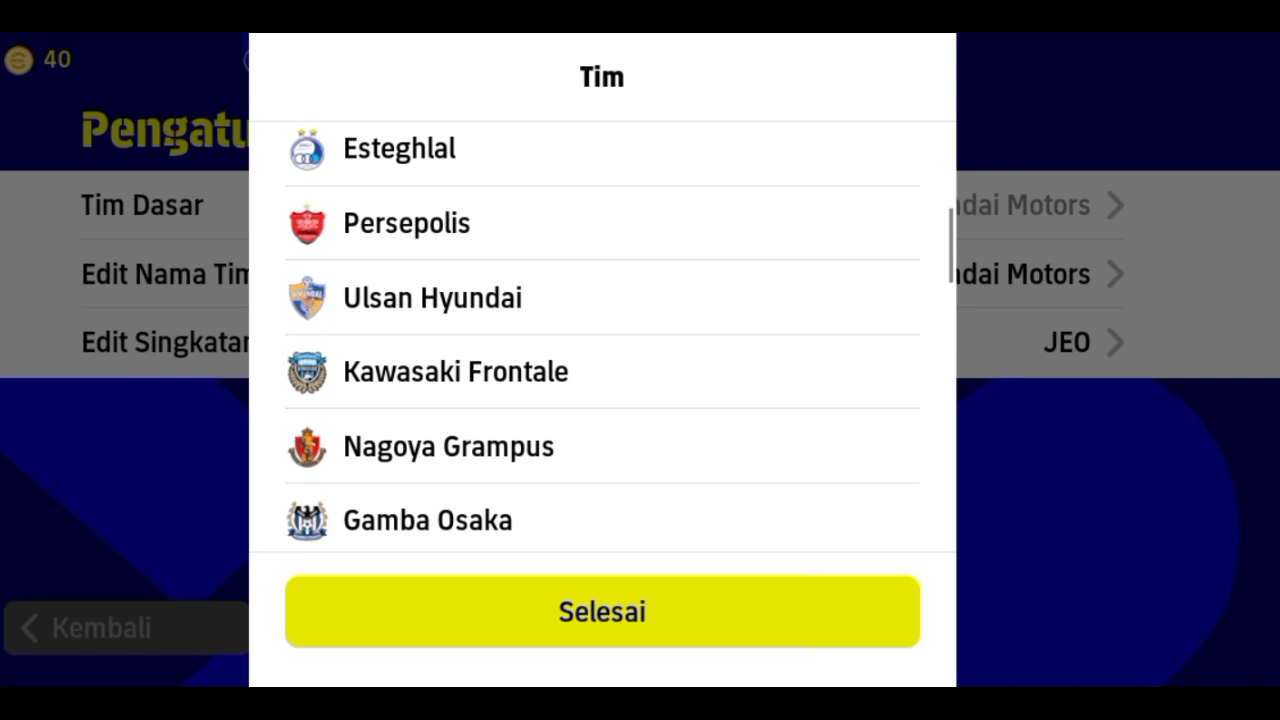 40
Tim
Pengatu
Esteghlal
Tim Dasar
ndai Motors
Persepolis
Edit Nama Tim
ndai Motors
Ulsan Hyundai
Edit Singkatan
JEO
Kawasaki Frontale
Nagoya Grampus
Gamba Osaka
Selesai
Kembali